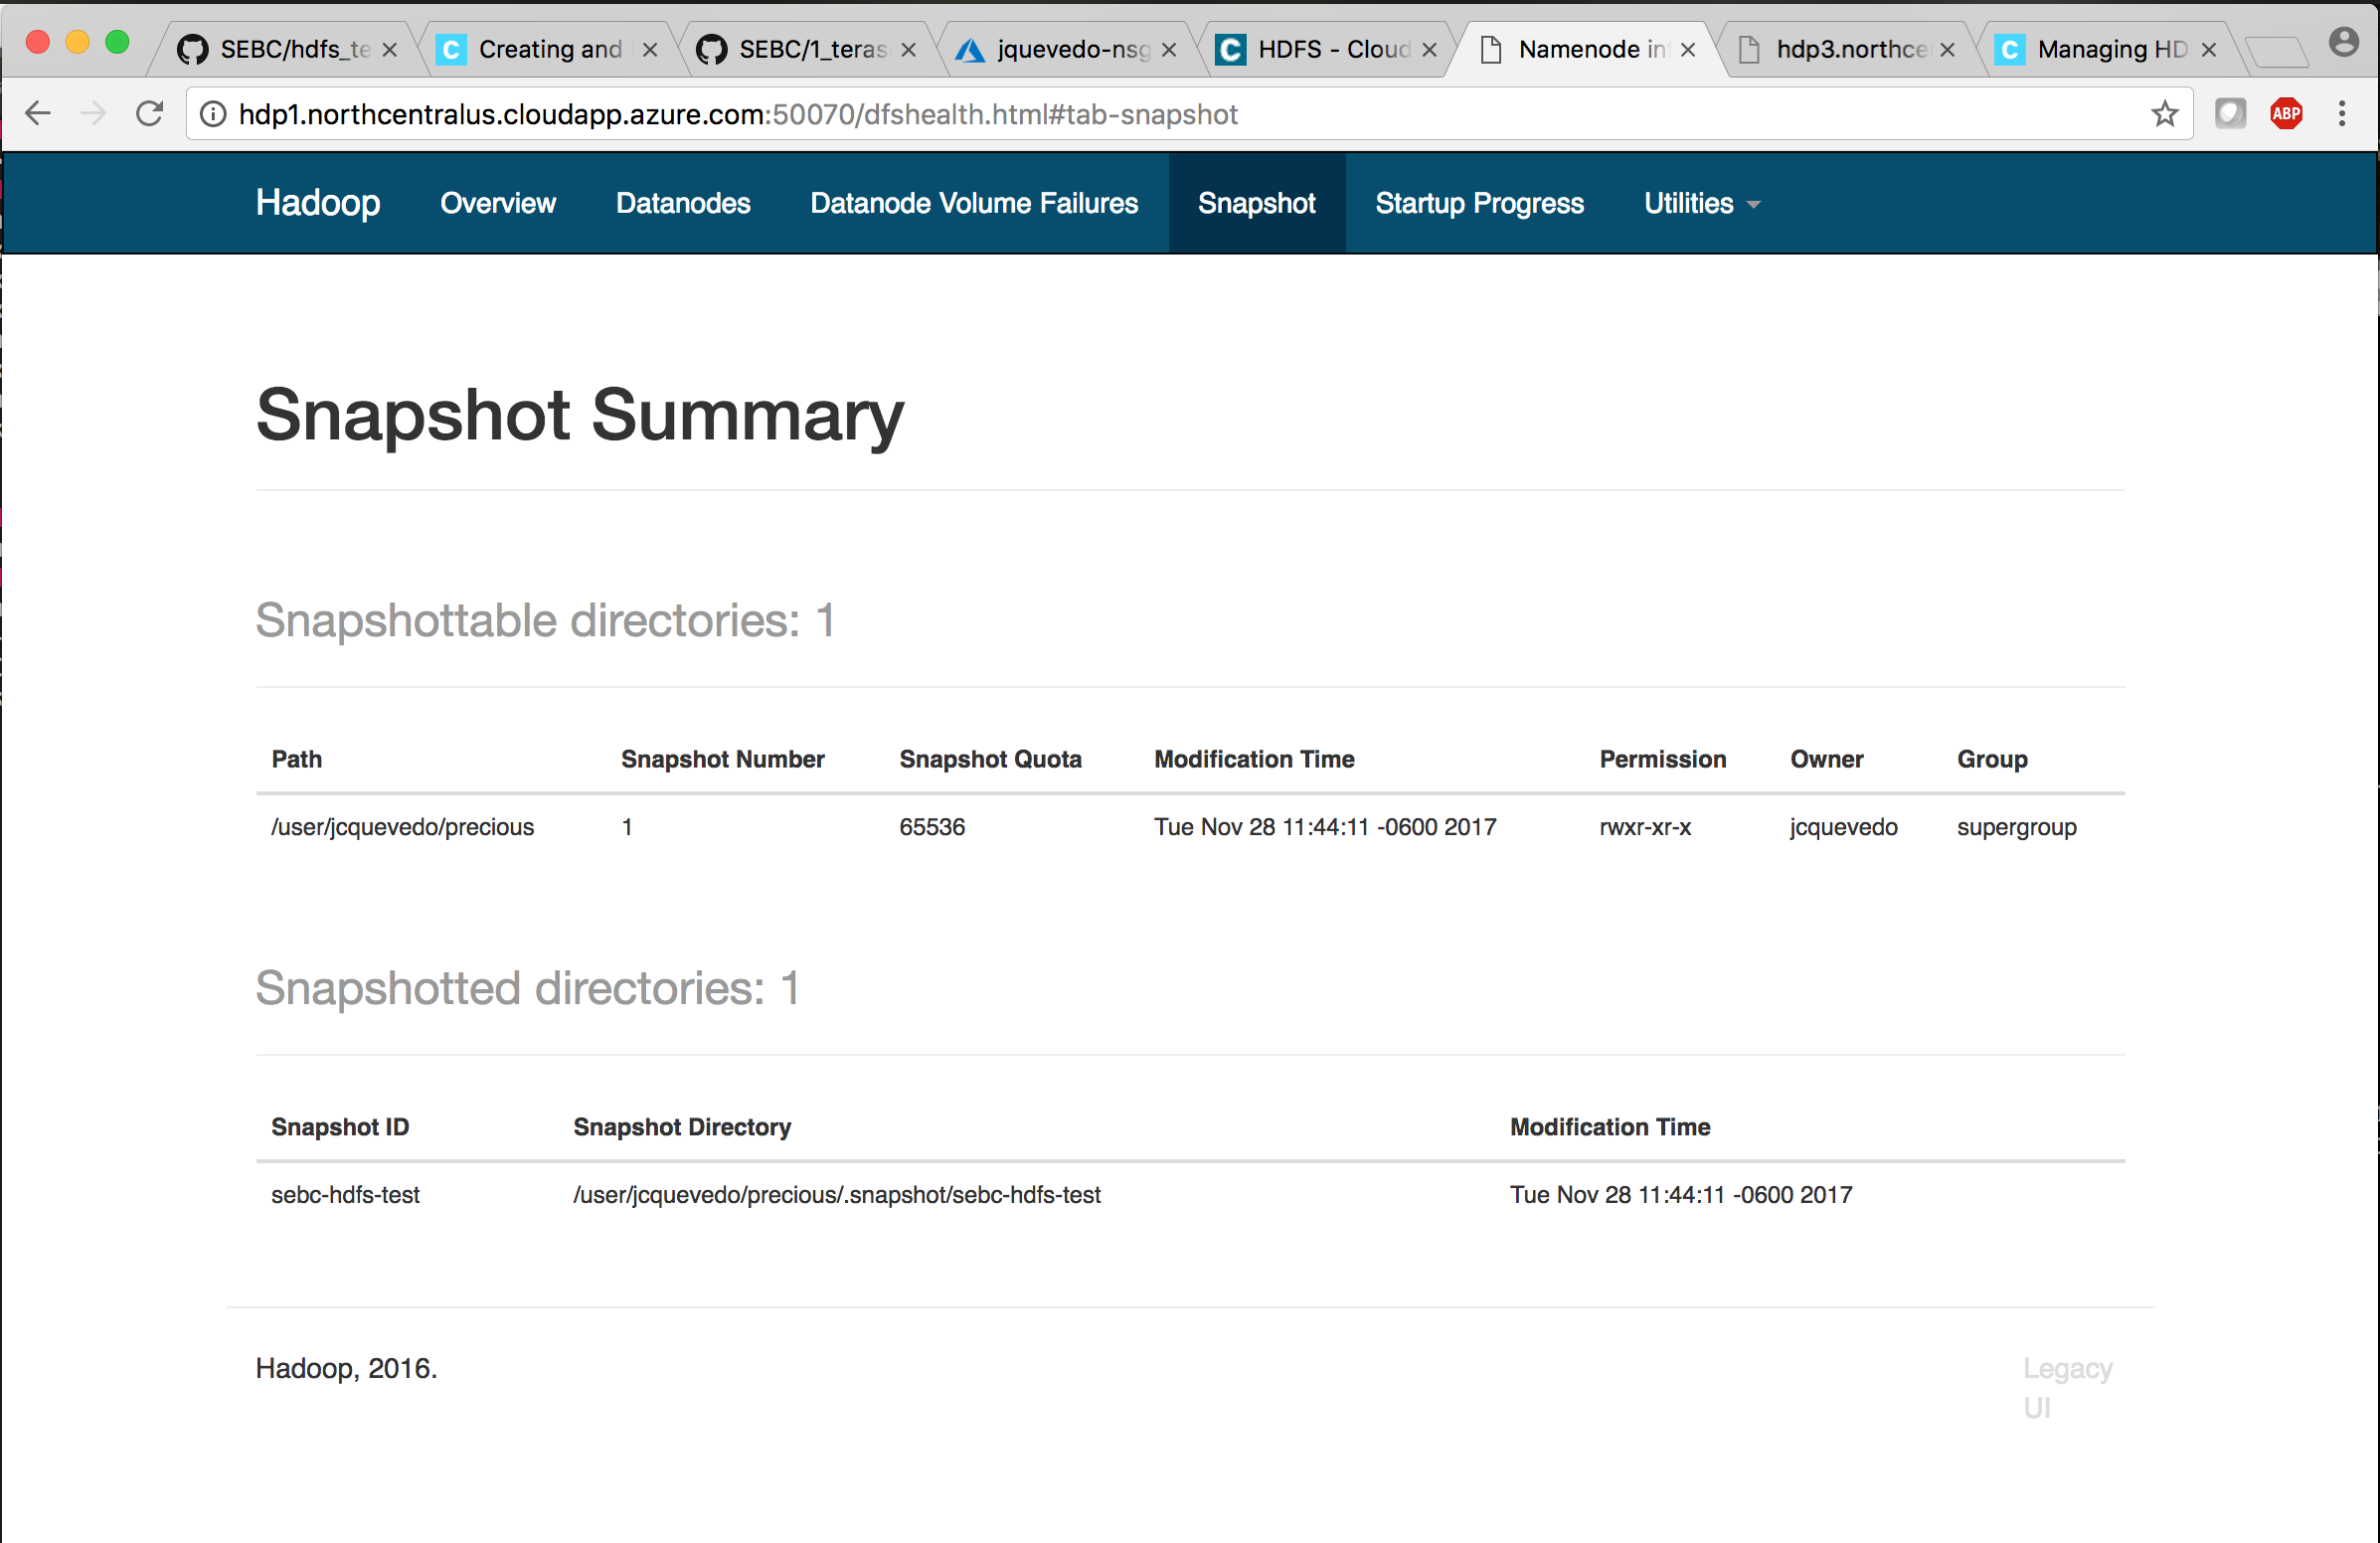 SEBC/hdfs_te Creating and SEBC/1_teras jquevedo-nsg HDFS - Cloud Namenode in hdp3.northce Managing HD
hdp1.northcentralus.cloudapp.azure.com:50070/dfshealth.html#tab-snapshot ABP
Hadoop Overview Datanodes Datanode Volume Failures Snapshot Startup Progress Utilities
Snapshot Summary
Snapshottable directories: 1
Path Snapshot Number Snapshot Quota Modification Time Permission Owner Group
/user/jcquevedo/precious 1 65536 Tue Nov 28 11:44:11 -0600 2017 rwxr-xr-x jcquevedo supergroup
Snapshotted directories: 1
Snapshot ID Snapshot Directory Modification Time
sebc-hdfs-test /user/jcquevedo/precious/.snapshot/sebc-hdfs-test Tue Nov 28 11:44:11 -0600 2017
Hadoop, 2016. Legacy
UI